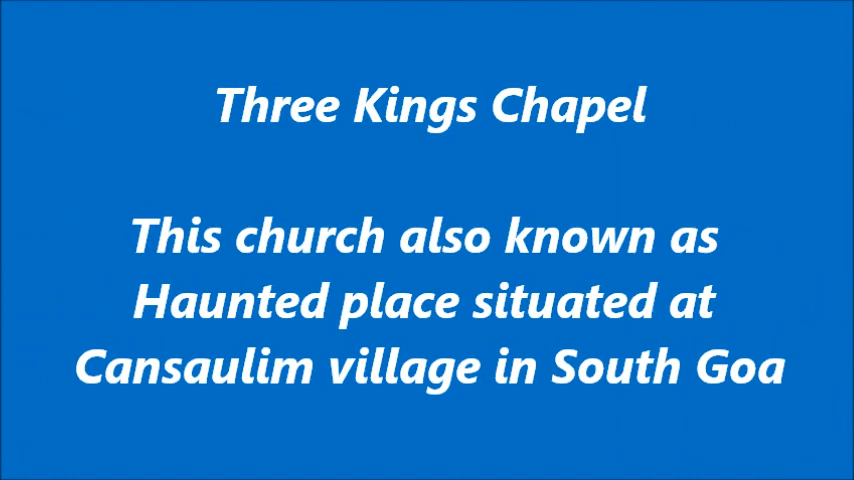 Three Kings Chapel
This church also known as
Haunted place situated at
Cansaulim village in South Goa